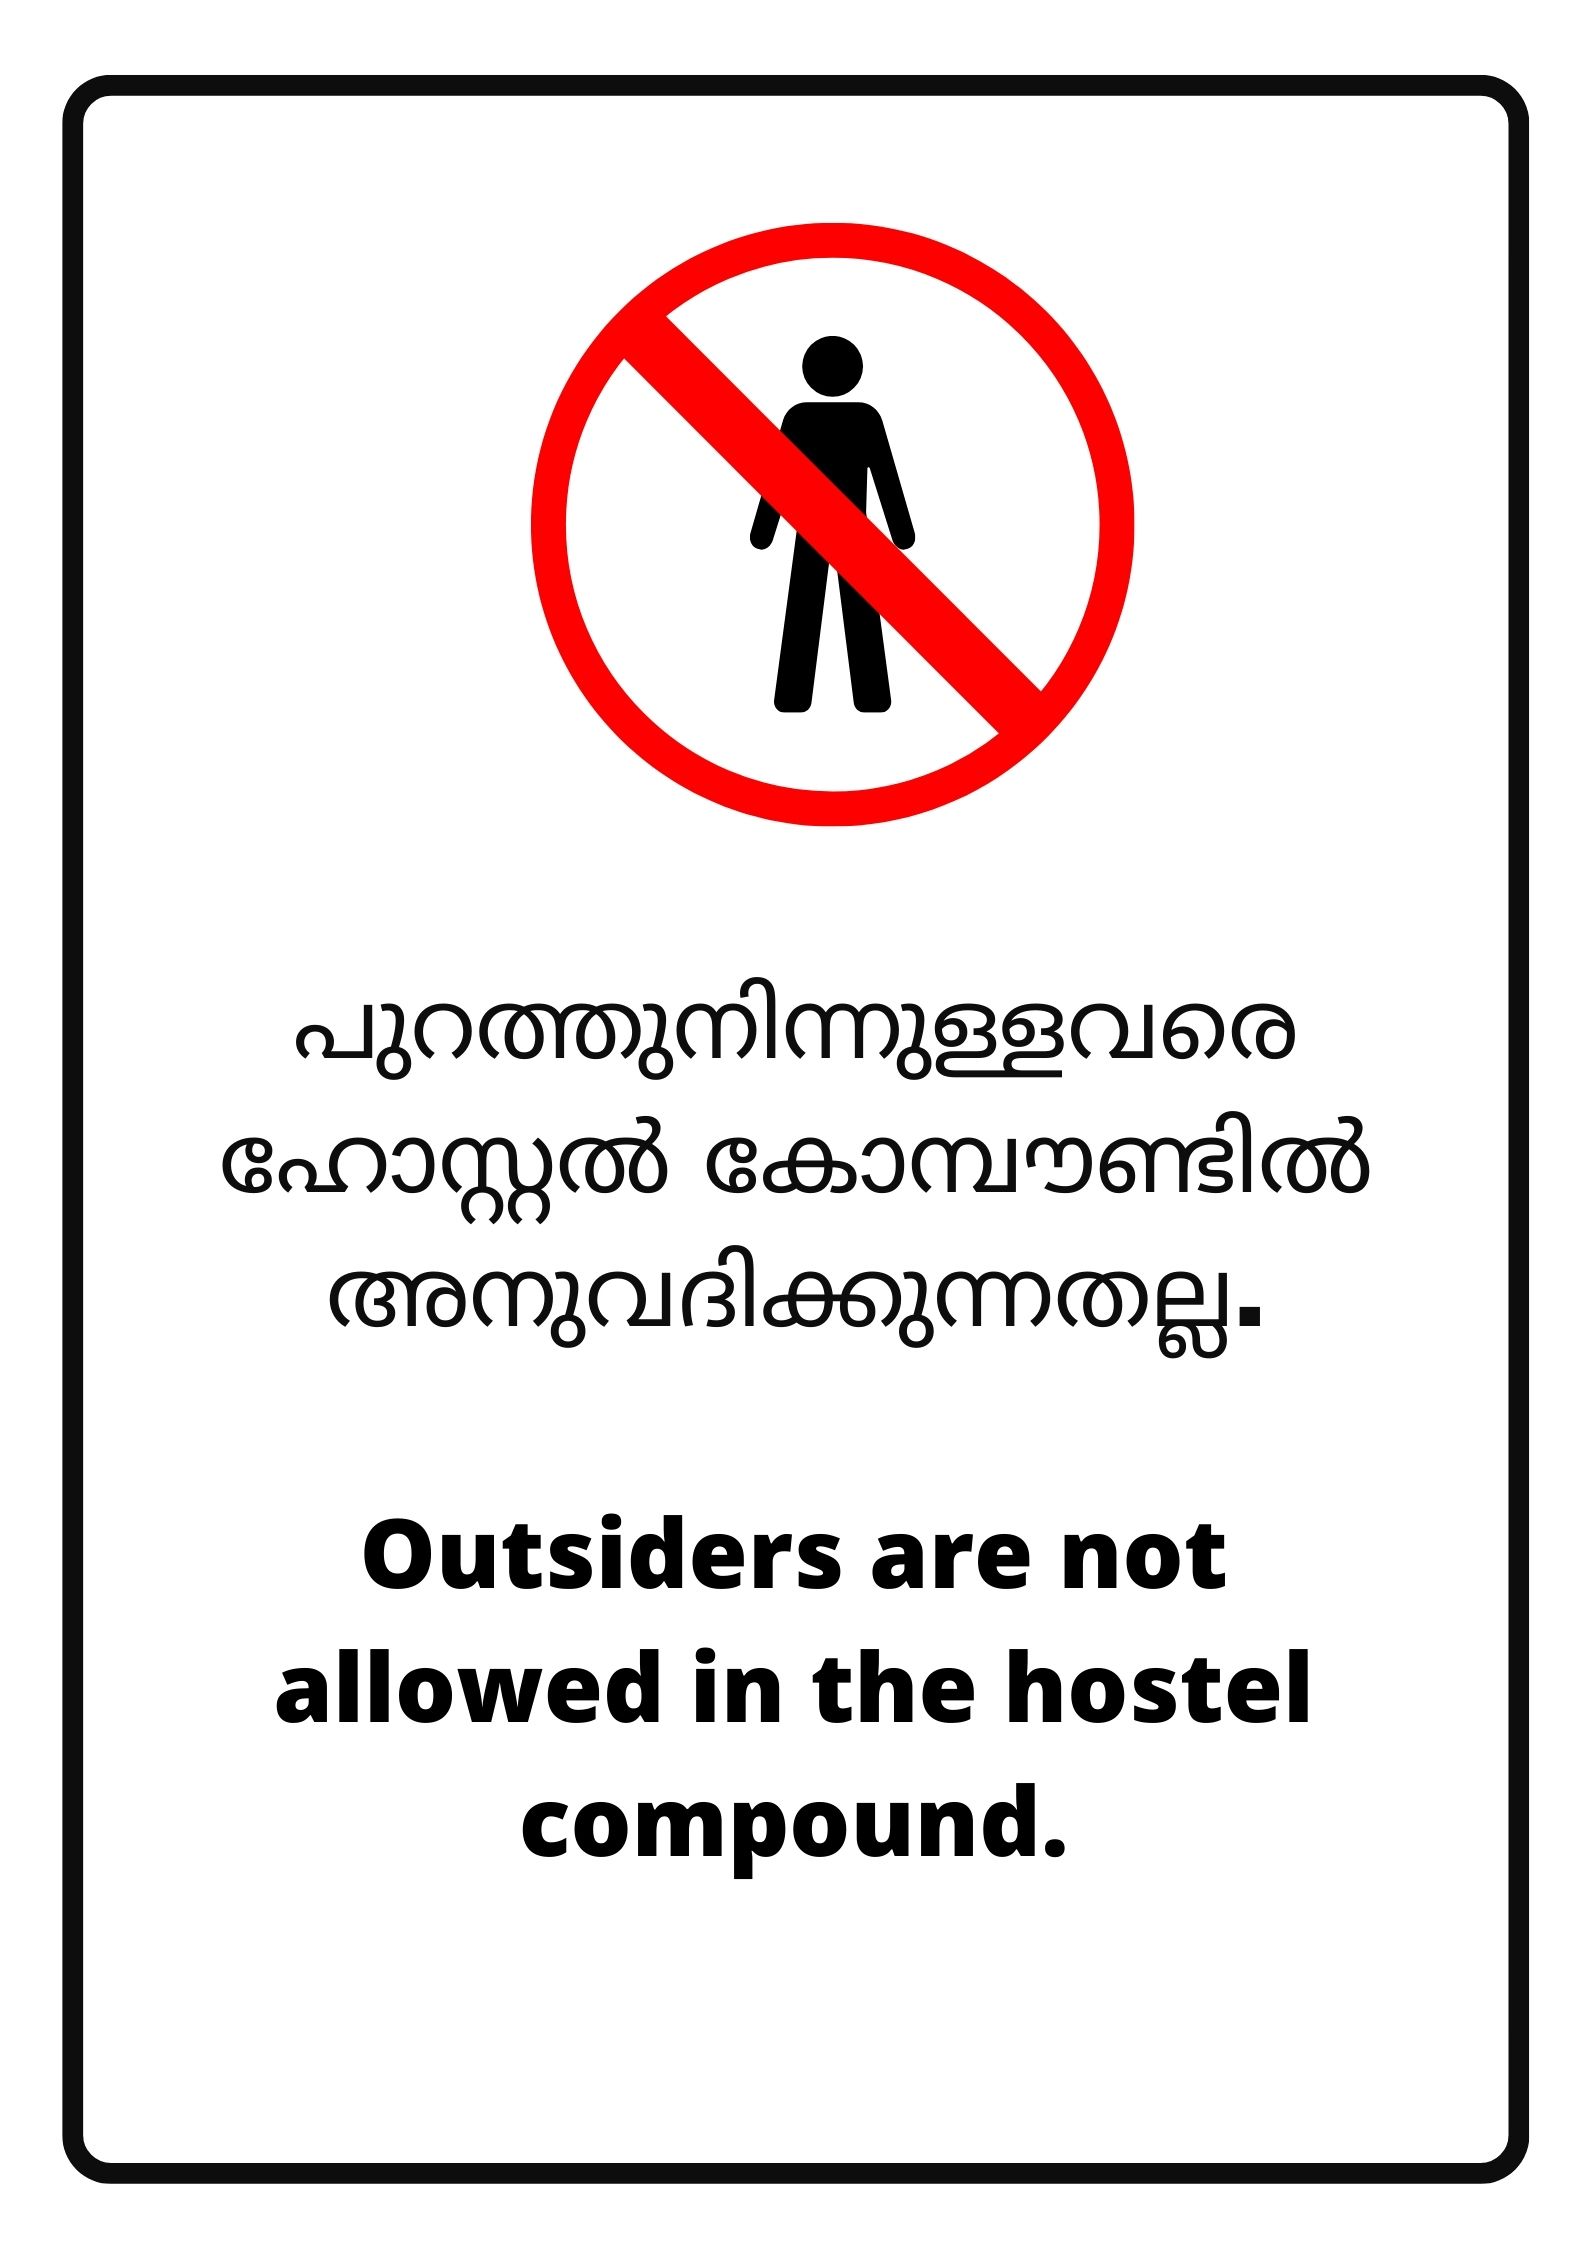 പുറത്തുനിന്നുള്ളവരെ
ഹോസ്റ്റൽ കോമ്പൗണ്ടിൽ
അനുവദിക്കുന്നതല്ല.
Outsiders are not
allowed in the hostel
compound.